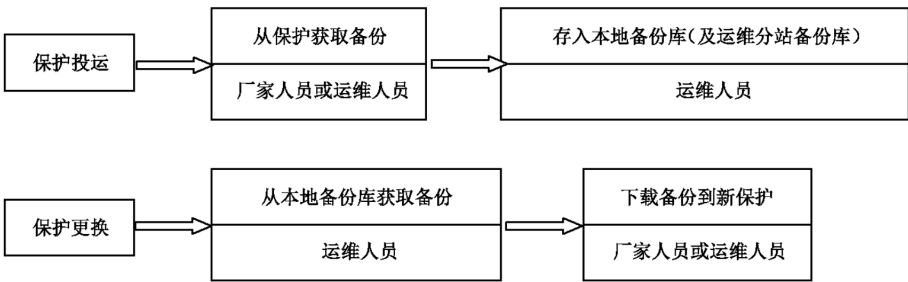 保护投运
从保护获取备份
厂家人员或运维人员
存入本地备份库（及运维分站备份库）
运维人员
保护更换
从本地备份库获取备份
运维人员
下载备份到新保护
厂家人员或运维人员